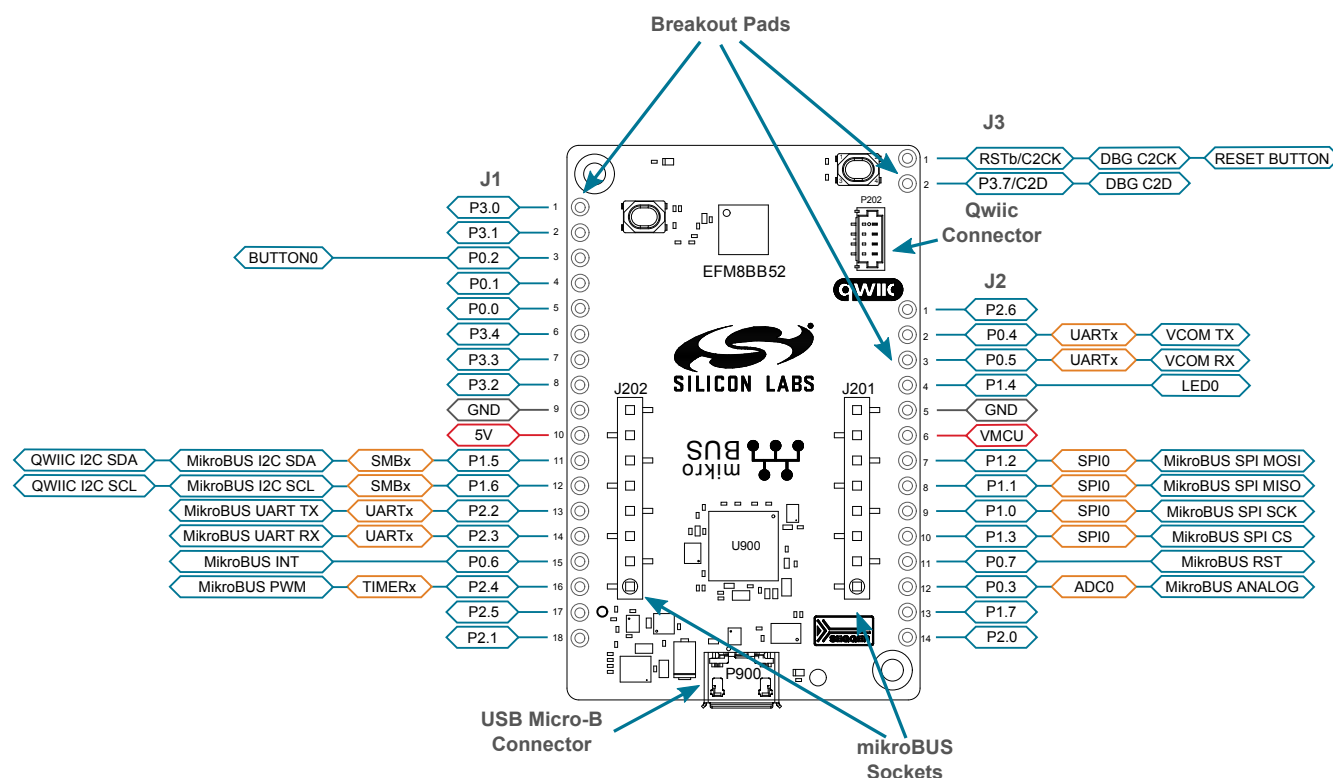 Breakout Pads
J3
1 RSTb/C2CK DBG C2CK RESET BUTTON
2 P3.7/C2D DBG C2D
P202
Qwiic
Connector
J1
P3.0 1
P3.1 2
BUTTON0 P0.2 3
P0.1 4
P0.0 5
P3.4 6
P3.3 7
P3.2 8
GND 9
5V 10
QWIIC I2C SDA MikroBUS I2C SDA SMBx P1.5 11
QWIIC I2C SCL MikroBUS I2C SCL SMBx P1.6 12
MikroBUS UART TX UARTx P2.2 13
MikroBUS UART RX UARTx P2.3 14
MikroBUS INT P0.6 15
MikroBUS PWM TIMERx P2.4 16
P2.5 17
P2.1 18
EFM8BB52
qwiic
SILICON LABS
J202
J201
mikro
BUS
U900
P900
J2
1 P2.6
2 P0.4 UARTx VCOM TX
3 P0.5 UARTx VCOM RX
4 P1.4 LED0
5 GND
6 VMCU
7 P1.2 SPI0 MikroBUS SPI MOSI
8 P1.1 SPI0 MikroBUS SPI MISO
9 P1.0 SPI0 MikroBUS SPI SCK
10 P1.3 SPI0 MikroBUS SPI CS
11 P0.7 MikroBUS RST
12 P0.3 ADC0 MikroBUS ANALOG
13 P1.7
14 P2.0
USB Micro-B
Connector
mikroBUS
Sockets